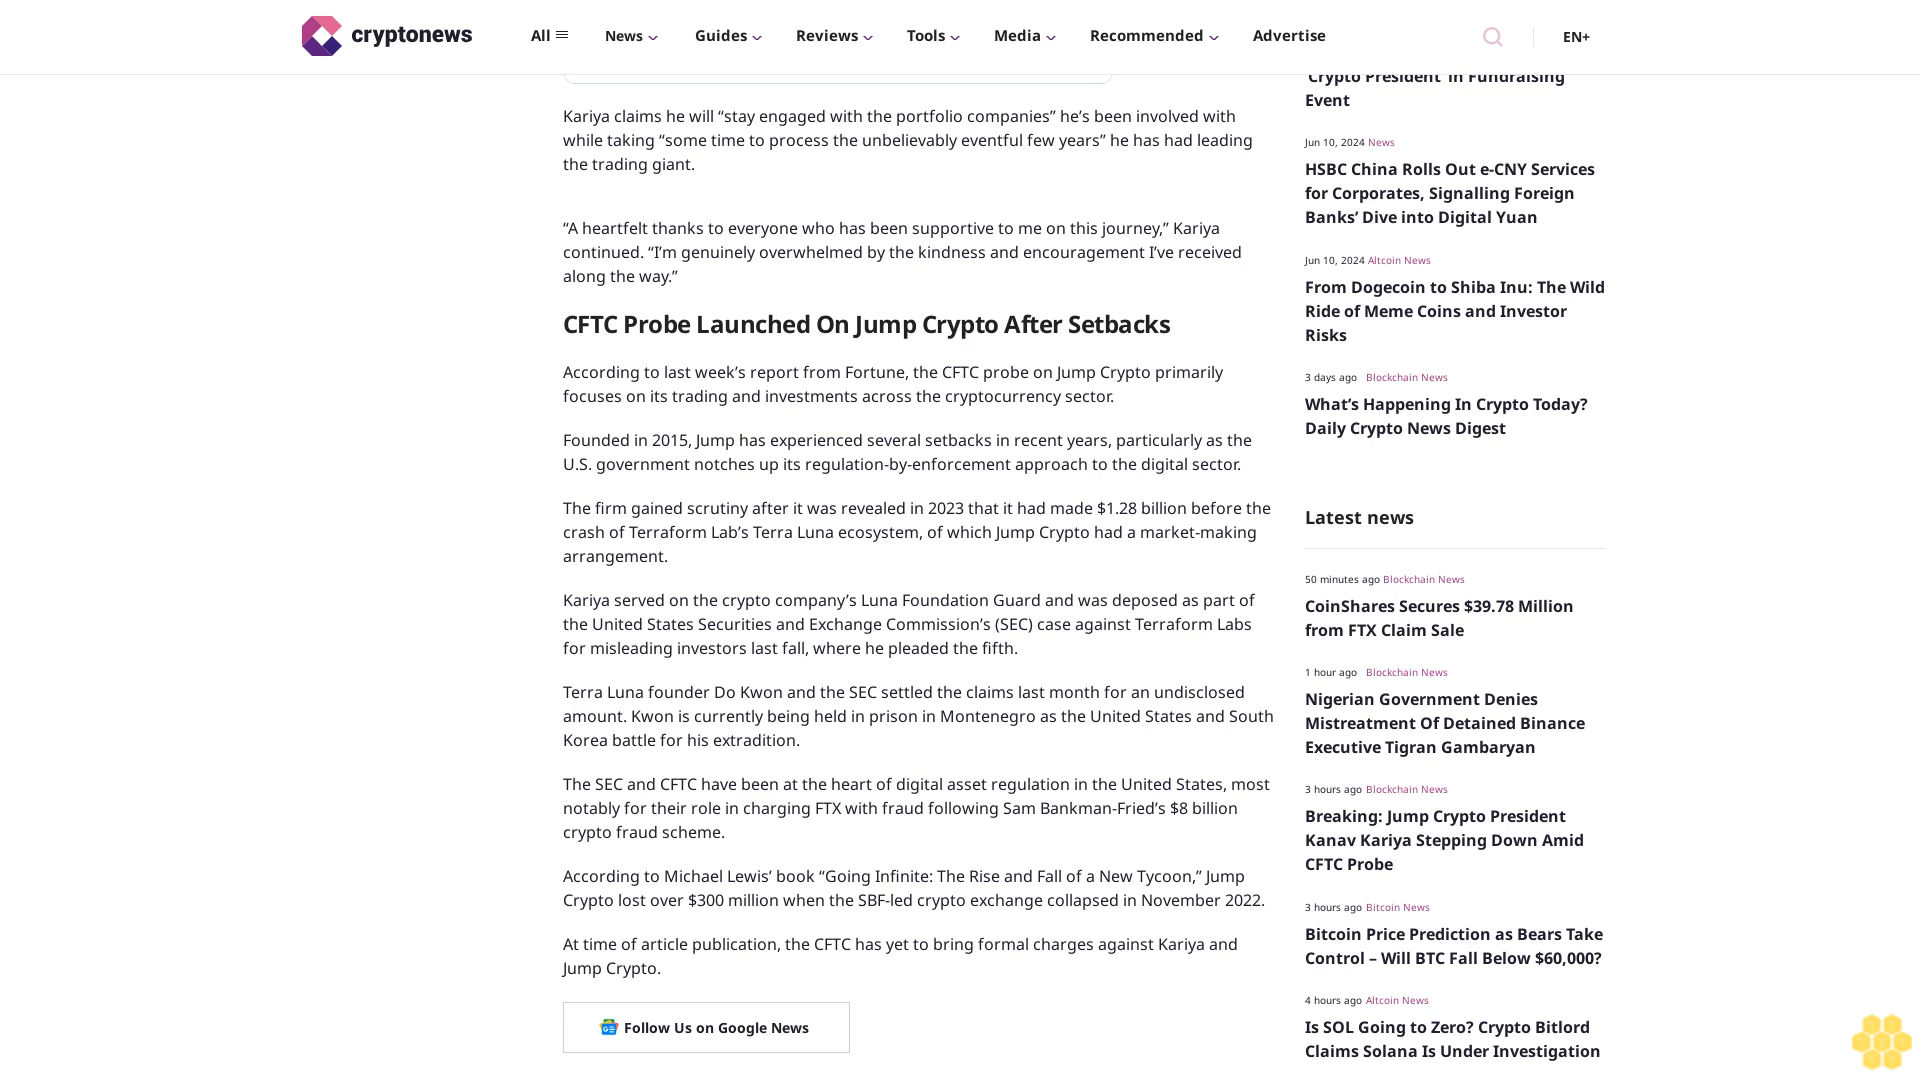 cryptonews
All
News
Guides
Reviews
Tools
Media
Recommended
Advertise
EN+
Kariya claims he will “stay engaged with the portfolio companies” he’s been involved with
while taking “some time to process the unbelievably eventful few years” he has had leading
the trading giant.
“A heartfelt thanks to everyone who has been supportive to me on this journey,” Kariya
continued. “I’m genuinely overwhelmed by the kindness and encouragement I’ve received
along the way.”
CFTC Probe Launched On Jump Crypto After Setbacks
According to last week’s report from Fortune, the CFTC probe on Jump Crypto primarily
focuses on its trading and investments across the cryptocurrency sector.
Founded in 2015, Jump has experienced several setbacks in recent years, particularly as the
U.S. government notches up its regulation-by-enforcement approach to the digital sector.
The firm gained scrutiny after it was revealed in 2023 that it had made $1.28 billion before the
crash of Terraform Lab’s Terra Luna ecosystem, of which Jump Crypto had a market-making
arrangement.
Kariya served on the crypto company’s Luna Foundation Guard and was deposed as part of
the United States Securities and Exchange Commission’s (SEC) case against Terraform Labs
for misleading investors last fall, where he pleaded the fifth.
Terra Luna founder Do Kwon and the SEC settled the claims last month for an undisclosed
amount. Kwon is currently being held in prison in Montenegro as the United States and South
Korea battle for his extradition.
The SEC and CFTC have been at the heart of digital asset regulation in the United States, most
notably for their role in charging FTX with fraud following Sam Bankman-Fried’s $8 billion
crypto fraud scheme.
According to Michael Lewis’ book “Going Infinite: The Rise and Fall of a New Tycoon,” Jump
Crypto lost over $300 million when the SBF-led crypto exchange collapsed in November 2022.
At time of article publication, the CFTC has yet to bring formal charges against Kariya and
Jump Crypto.
Follow Us on Google News
‘Crypto President’ in Fundraising
Event
Jun 10, 2024 News
HSBC China Rolls Out e-CNY Services
for Corporates, Signalling Foreign
Banks’ Dive into Digital Yuan
Jun 10, 2024 Altcoin News
From Dogecoin to Shiba Inu: The Wild
Ride of Meme Coins and Investor
Risks
3 days ago Blockchain News
What’s Happening In Crypto Today?
Daily Crypto News Digest
Latest news
50 minutes ago Blockchain News
CoinShares Secures $39.78 Million
from FTX Claim Sale
1 hour ago Blockchain News
Nigerian Government Denies
Mistreatment Of Detained Binance
Executive Tigran Gambaryan
3 hours ago Blockchain News
Breaking: Jump Crypto President
Kanav Kariya Stepping Down Amid
CFTC Probe
3 hours ago Bitcoin News
Bitcoin Price Prediction as Bears Take
Control – Will BTC Fall Below $60,000?
4 hours ago Altcoin News
Is SOL Going to Zero? Crypto Bitlord
Claims Solana Is Under Investigation